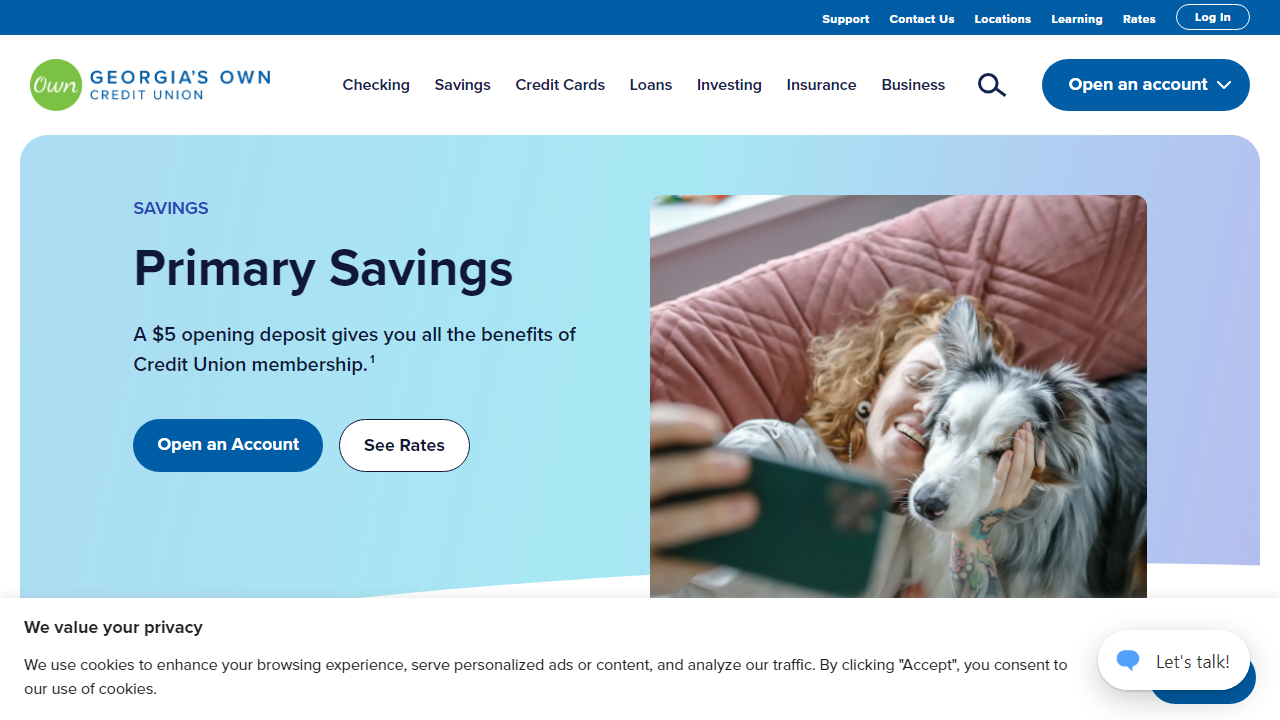 Support Contact Us Locations Learning Rates Log In
Own GEORGIA'S OWN
CREDIT UNION
Checking Savings Credit Cards Loans Investing Insurance Business
Open an account
SAVINGS
Primary Savings
A $5 opening deposit gives you all the benefits of
Credit Union membership.¹
Open an Account See Rates
We value your privacy
We use cookies to enhance your browsing experience, serve personalized ads or content, and analyze our traffic. By clicking "Accept", you consent to
our use of cookies.
Let's talk!